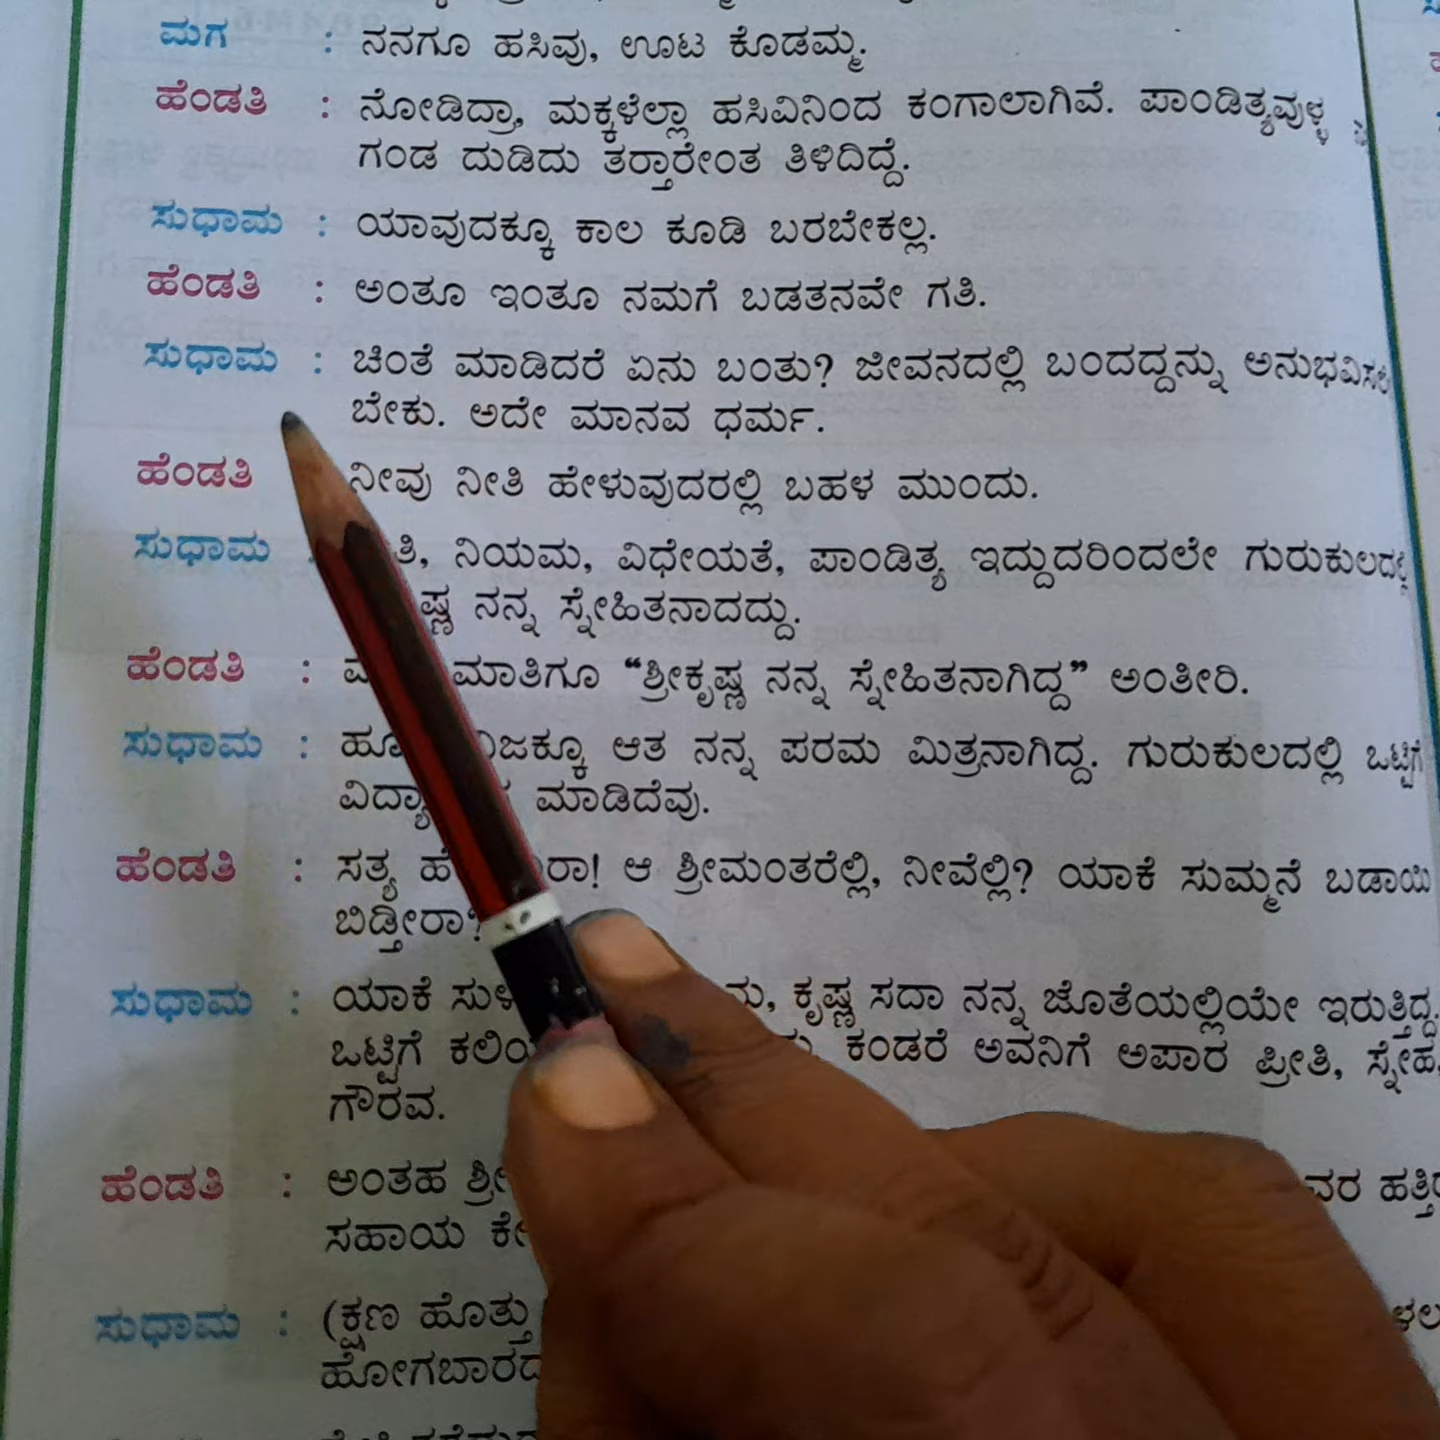 ಮಗ : ನನಗೂ ಹಸಿವು, ಊಟ ಕೊಡಮ್ಮ.
ಹೆಂಡತಿ : ನೋಡಿದ್ರಾ, ಮಕ್ಕಳೆಲ್ಲಾ ಹಸಿವಿನಿಂದ ಕಂಗಾಲಾಗಿವೆ. ಪಾಂಡಿತ್ಯವುಳ್ಳ
ಗಂಡ ದುಡಿದು ತರ‍್ತಾರೇಂತ ತಿಳಿದಿದ್ದೆ.
ಸುಧಾಮ : ಯಾವುದಕ್ಕೂ ಕಾಲ ಕೂಡಿ ಬರಬೇಕಲ್ಲ.
ಹೆಂಡತಿ : ಅಂತೂ ಇಂತೂ ನಮಗೆ ಬಡತನವೇ ಗತಿ.
ಸುಧಾಮ : ಚಿಂತೆ ಮಾಡಿದರೆ ಏನು ಬಂತು? ಜೀವನದಲ್ಲಿ ಬಂದದ್ದನ್ನು ಅನುಭವಿಸಲೇ
ಬೇಕು. ಅದೇ ಮಾನವ ಧರ್ಮ.
ಹೆಂಡತಿ ನೀವು ನೀತಿ ಹೇಳುವುದರಲ್ಲಿ ಬಹಳ ಮುಂದು.
ಸುಧಾಮ : ನಿಯಮ, ವಿಧೇಯತೆ, ಪಾಂಡಿತ್ಯ ಇದ್ದುದರಿಂದಲೇ
ನನ್ನ ಸ್ನೇಹಿತನಾದದ್ದು.
ಹೆಂಡತಿ : ಮಾತಿಗೂ “ಶ್ರೀಕೃಷ್ಣ ನನ್ನ ಸ್ನೇಹಿತನಾಗಿದ್ದ” ಅಂತೀರಿ.
ಸುಧಾಮ : ಆತ ನನ್ನ ಪರಮ ಮಿತ್ರನಾಗಿದ್ದ. ಗುರುಕುಲದಲ್ಲಿ ಒಟ್ಟಿಗೆ
ಮಾಡಿದೆವು.
ಹೆಂಡತಿ : ಸತ್ಯ ಆ ಶ್ರೀಮಂತರೆಲ್ಲಿ, ನೀವೆಲ್ಲಿ? ಯಾಕೆ ಸುಮ್ಮನೆ ಬಡಾಯಿ
ಬಿಡ್ತೀರಾ?
ಸುಧಾಮ : ಯಾಕೆ ಕೃಷ್ಣ ಸದಾ ನನ್ನ ಜೊತೆಯಲ್ಲಿಯೇ ಇರುತ್ತಿದ್ದ.
ಒಟ್ಟಿಗೆ ಕಂಡರೆ ಅವನಿಗೆ ಅಪಾರ ಪ್ರೀತಿ, ಸ್ನೇಹ,
ಗೌರವ.
ಹೆಂಡತಿ : ಅಂತಹ
ಸಹಾಯ
ಸುಧಾಮ : (ಕ್ಷಣ ಹೊತ್ತು